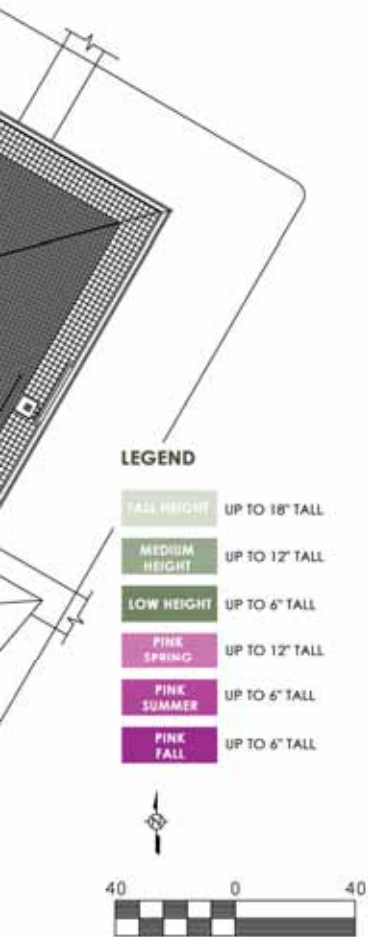 LEGEND
TALL HEIGHT UP TO 18" TALL
MEDIUM
HEIGHT UP TO 12" TALL
LOW HEIGHT UP TO 6" TALL
PINK
SPRING UP TO 12" TALL
PINK
SUMMER UP TO 6" TALL
PINK
FALL UP TO 6" TALL
N
40 0 40